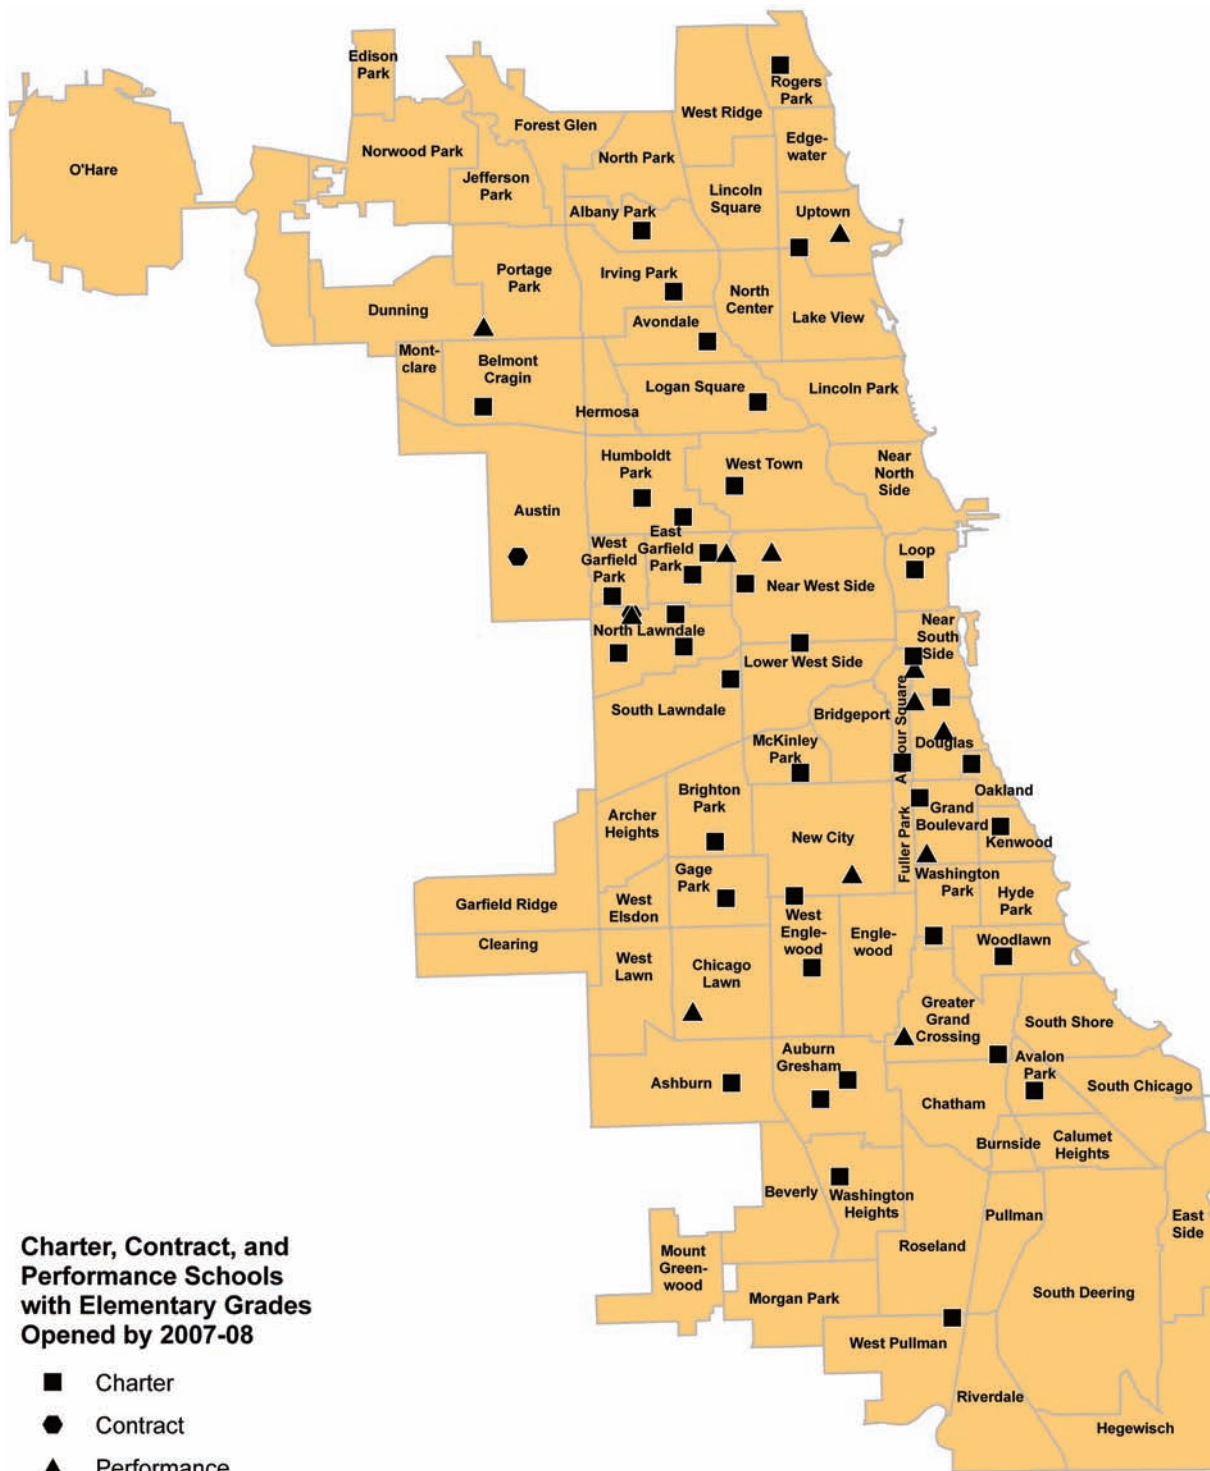 Edison
Park
Rogers
Park
West Ridge
Forest Glen
Edge-
water
Norwood Park
North Park
O'Hare
Jefferson
Park
Lincoln
Square
Albany Park
Uptown
Portage
Park
Irving Park
North
Center
Dunning
Avondale
Lake View
Mont-
clare
Belmont
Cragin
Logan Square
Lincoln Park
Hermosa
Humboldt
Park
West Town
Near
North
Side
Austin
East
Garfield
Park
West
Garfield
Park
Loop
Near West Side
North Lawndale
Near
South
Side
Lower West Side
South Lawndale
Bridgeport
Armour Square
McKinley
Park
Douglas
Oakland
Brighton
Park
Archer
Heights
Grand
Boulevard
New City
Fuller Park
Kenwood
Gage
Park
Washington
Park
Hyde
Park
Garfield Ridge
West
Elsdon
West
Engle-
wood
Engle-
wood
Clearing
Woodlawn
West
Lawn
Chicago
Lawn
Greater
Grand
Crossing
South Shore
Auburn
Gresham
Avalon
Park
Ashburn
South Chicago
Chatham
Burnside
Calumet
Heights
Beverly
Washington
Heights
Pullman
East
Side
Roseland
Mount
Green-
wood
South Deering
Morgan Park
West Pullman
Riverdale
Hegewisch
Charter, Contract, and
Performance Schools
with Elementary Grades
Opened by 2007-08
Charter
Contract
Performance